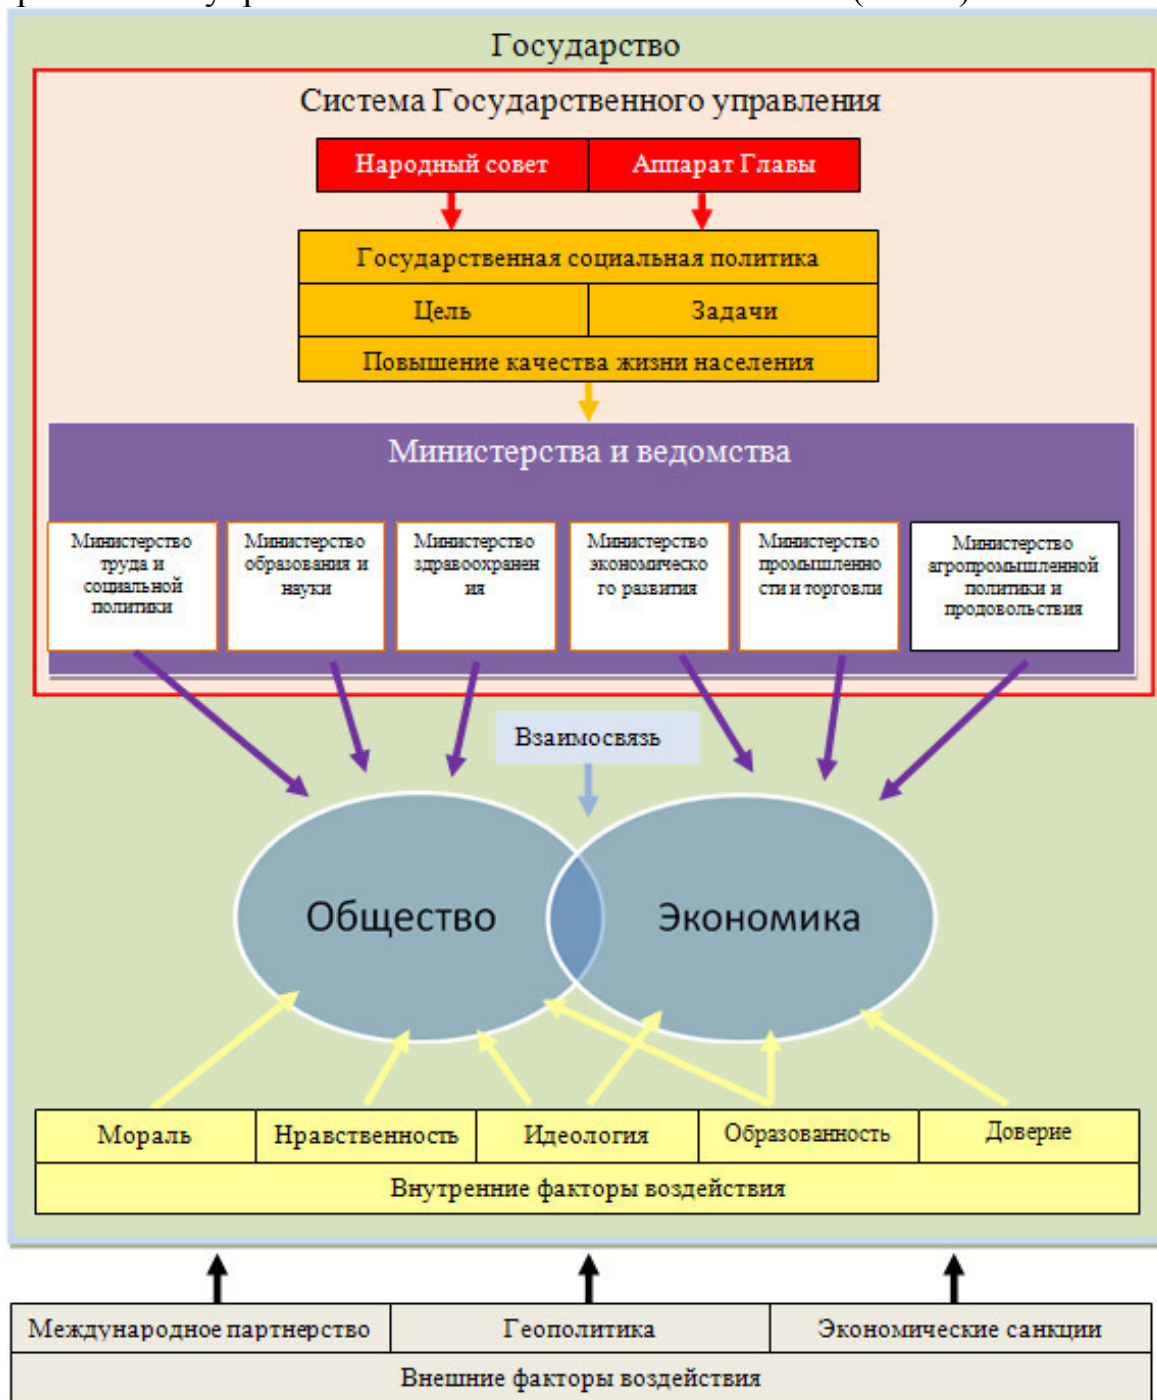 Государство
Система Государственного управления
Народный совет
Аппарат Главы
Государственная социальная политика
Цель
Задачи
Повышение качества жизни населения
Министерства и ведомства
Министерство
труда и
социальной
политики
Министерство
образования и
науки
Министерство
здравоохранен
ия
Министерство
экономическо
го развития
Министерство
промышленно
сти и торговли
Министерство
агропромышленной
политики и
продовольствия
Взаимосвязь
Общество
Экономика
Мораль
Нравственность
Идеология
Образованность
Доверие
Внутренние факторы воздействия
Международное партнерство
Геополитика
Экономические санкции
Внешние факторы воздействия